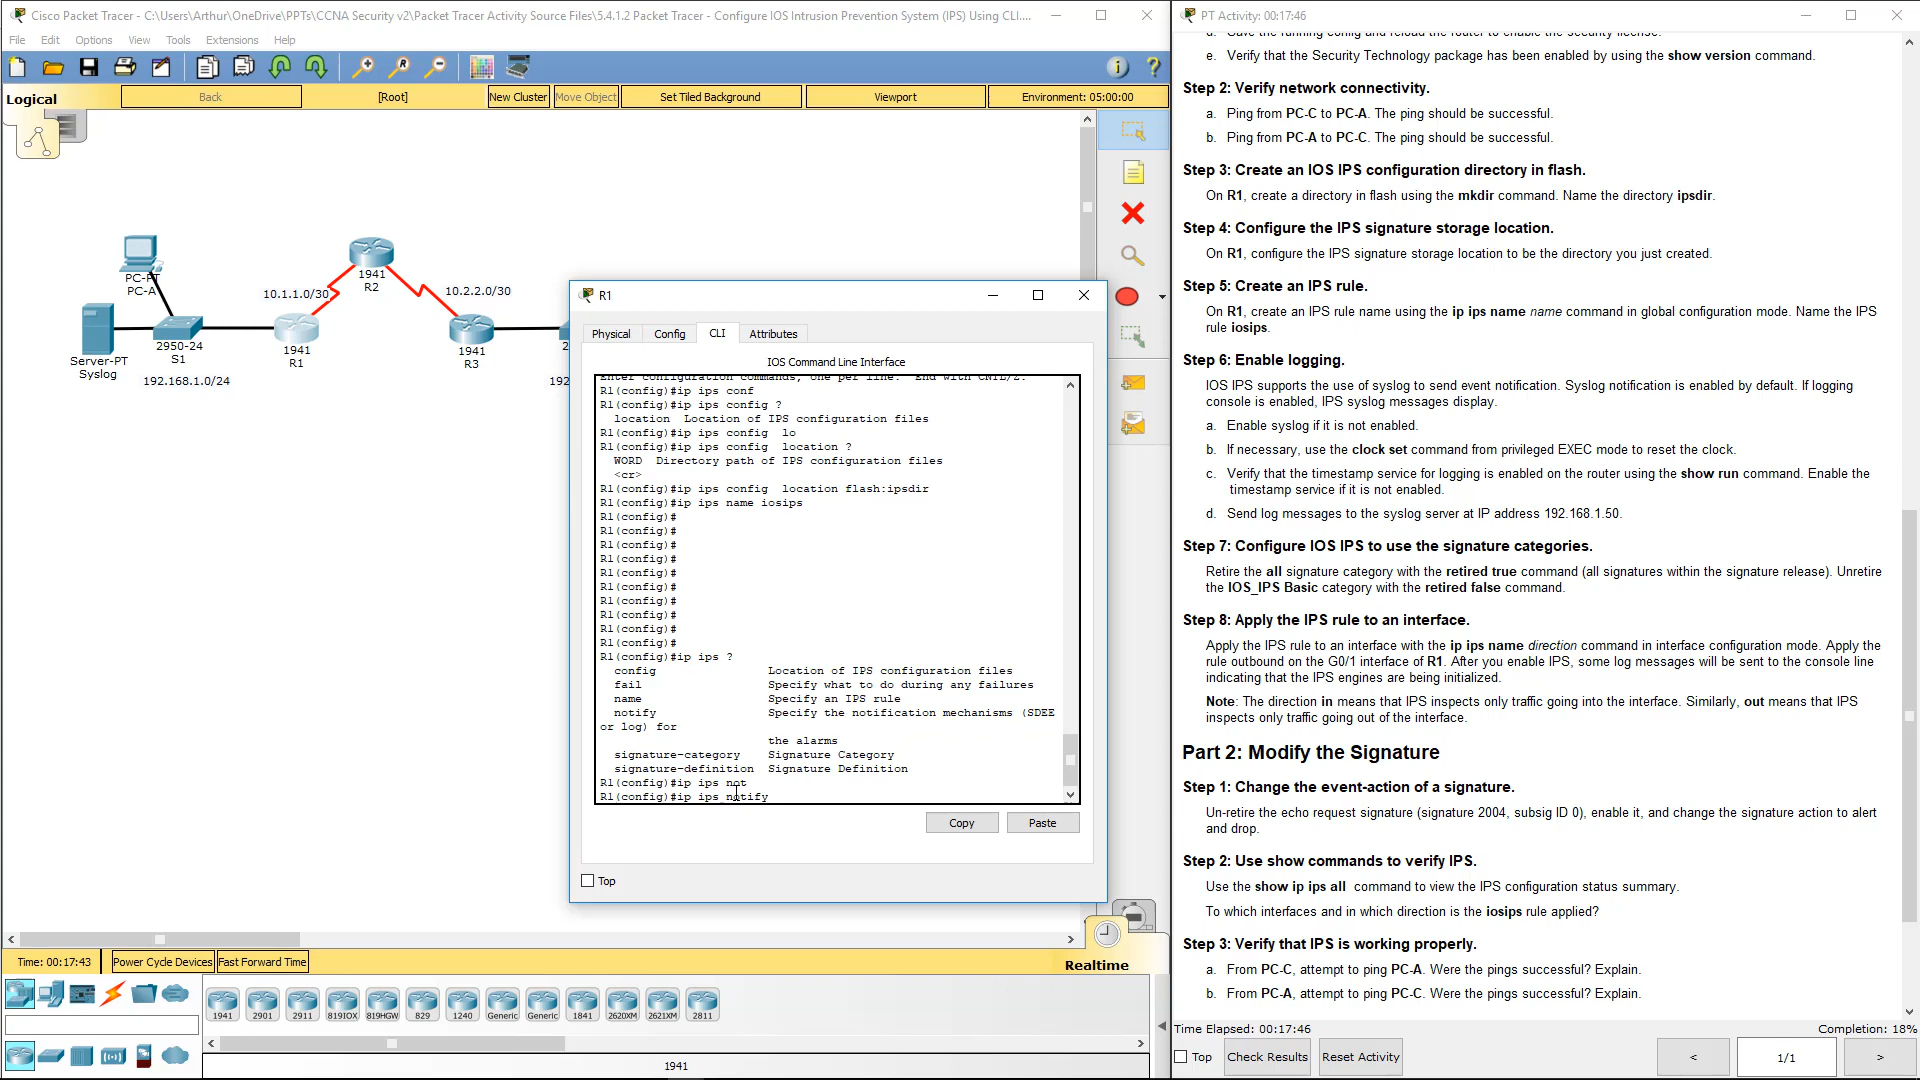 Cisco Packet Tracer - C:\Users\Arthur\OneDrive\PPTs\CCNA Security v2\Packet Tracer Activity Source Files\5.4.1.2 Packet Tracer - Configure IOS Intrusion Prevention System (IPS) Using CLI....
File Edit Options View Tools Extensions Help
Logical
Back
[Root]
New Cluster
Move Object
Set Tiled Background
Viewport
Environment: 05:00:00
PC-PT
PC-A
Server-PT
Syslog
2950-24
S1
192.168.1.0/24
10.1.1.0/30
1941
R1
1941
R2
10.2.2.0/30
1941
R3
192
R1
Physical Config CLI Attributes
IOS Command Line Interface
Enter configuration commands, one per line. End with CNTL/Z.
R1(config)#ip ips conf
R1(config)#ip ips config ?
location Location of IPS configuration files
R1(config)#ip ips config lo
R1(config)#ip ips config location ?
WORD Directory path of IPS configuration files
<cr>
R1(config)#ip ips config location flash:ipsdir
R1(config)#ip ips name iosips
R1(config)#
R1(config)#
R1(config)#
R1(config)#
R1(config)#
R1(config)#
R1(config)#
R1(config)#
R1(config)#
R1(config)#
R1(config)#ip ips ?
config Location of IPS configuration files
fail Specify what to do during any failures
name Specify an IPS rule
notify Specify the notification mechanisms (SDEE
or log) for
the alarms
signature-category Signature Category
signature-definition Signature Definition
R1(config)#ip ips not
R1(config)#ip ips notify
Copy
Paste
Top
Time: 00:17:43
Power Cycle Devices
Fast Forward Time
Realtime
1941 2901 2911 819IOX 819HGW 829 1240 Generic Generic 1841 2620XM 2621XM 2811
1941
PT Activity: 00:17:46
d. Save the running config and reload the router to enable the security license.
e. Verify that the Security Technology package has been enabled by using the show version command.
Step 2: Verify network connectivity.
a. Ping from PC-C to PC-A. The ping should be successful.
b. Ping from PC-A to PC-C. The ping should be successful.
Step 3: Create an IOS IPS configuration directory in flash.
On R1, create a directory in flash using the mkdir command. Name the directory ipsdir.
Step 4: Configure the IPS signature storage location.
On R1, configure the IPS signature storage location to be the directory you just created.
Step 5: Create an IPS rule.
On R1, create an IPS rule name using the ip ips name name command in global configuration mode. Name the IPS
rule iosips.
Step 6: Enable logging.
IOS IPS supports the use of syslog to send event notification. Syslog notification is enabled by default. If logging
console is enabled, IPS syslog messages display.
a. Enable syslog if it is not enabled.
b. If necessary, use the clock set command from privileged EXEC mode to reset the clock.
c. Verify that the timestamp service for logging is enabled on the router using the show run command. Enable the
timestamp service if it is not enabled.
d. Send log messages to the syslog server at IP address 192.168.1.50.
Step 7: Configure IOS IPS to use the signature categories.
Retire the all signature category with the retired true command (all signatures within the signature release). Unretire
the IOS_IPS Basic category with the retired false command.
Step 8: Apply the IPS rule to an interface.
Apply the IPS rule to an interface with the ip ips name direction command in interface configuration mode. Apply the
rule outbound on the G0/1 interface of R1. After you enable IPS, some log messages will be sent to the console line
indicating that the IPS engines are being initialized.
Note: The direction in means that IPS inspects only traffic going into the interface. Similarly, out means that IPS
inspects only traffic going out of the interface.
Part 2: Modify the Signature
Step 1: Change the event-action of a signature.
Un-retire the echo request signature (signature 2004, subsig ID 0), enable it, and change the signature action to alert
and drop.
Step 2: Use show commands to verify IPS.
Use the show ip ips all command to view the IPS configuration status summary.
To which interfaces and in which direction is the iosips rule applied?
Step 3: Verify that IPS is working properly.
a. From PC-C, attempt to ping PC-A. Were the pings successful? Explain.
b. From PC-A, attempt to ping PC-C. Were the pings successful? Explain.
Time Elapsed: 00:17:46
Completion: 18%
Top
Check Results
Reset Activity
<
1/1
>